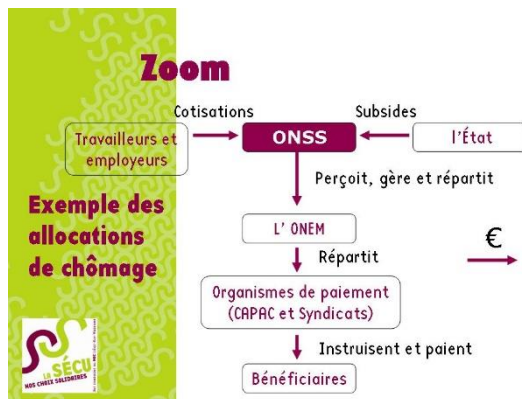 Zoom
Cotisations
Subsides
Travailleurs et
employeurs
ONSS
l'État
Perçoit, gère et répartit
Exemple des
allocations
de chômage
L' ONEM
€
Répartit
Organismes de paiement
(CAPAC et Syndicats)
Instruisent et paient
Bénéficiaires
LA SÉCU
NOS CHOIX SOLIDAIRES